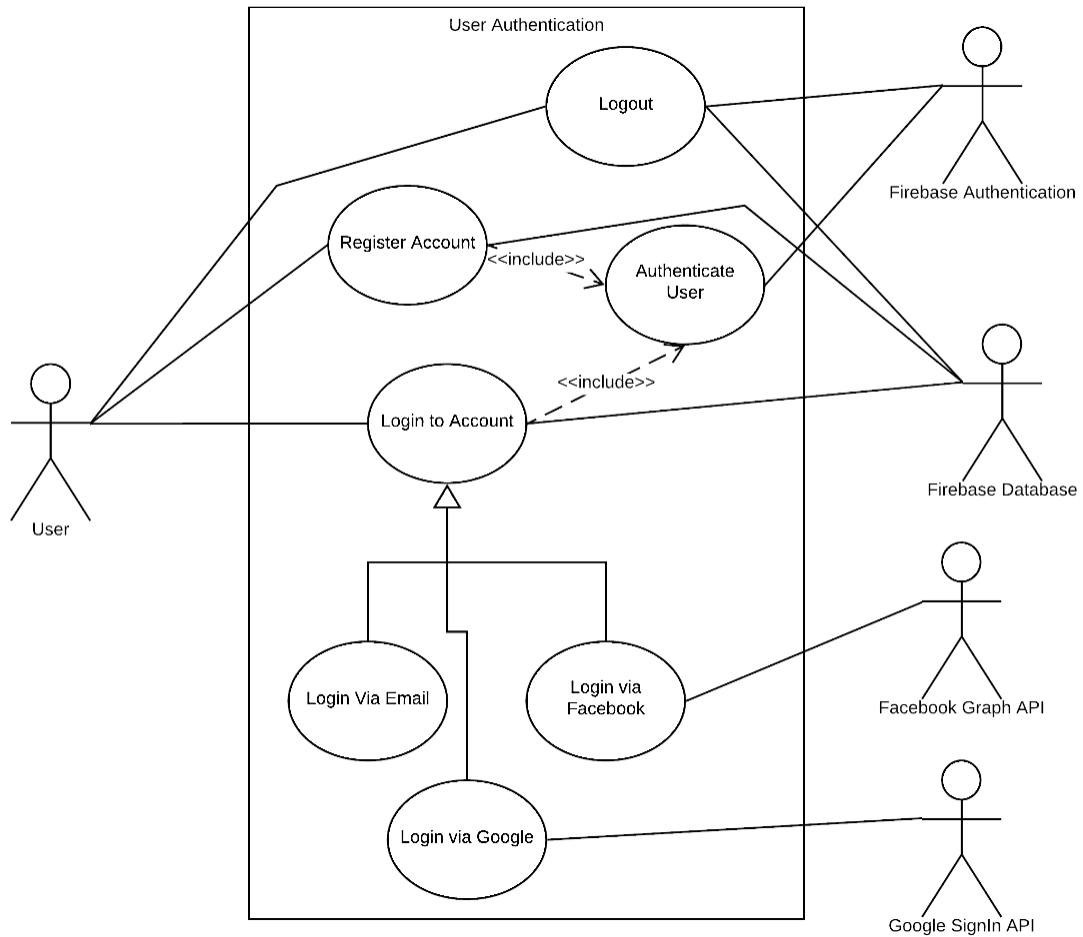 User Authentication
Logout
Firebase Authentication
Register Account
<<include>>
Authenticate
User
<<include>>
Login to Account
Firebase Database
User
Login Via Email
Login via
Facebook
Facebook Graph API
Login via Google
Google SignIn API